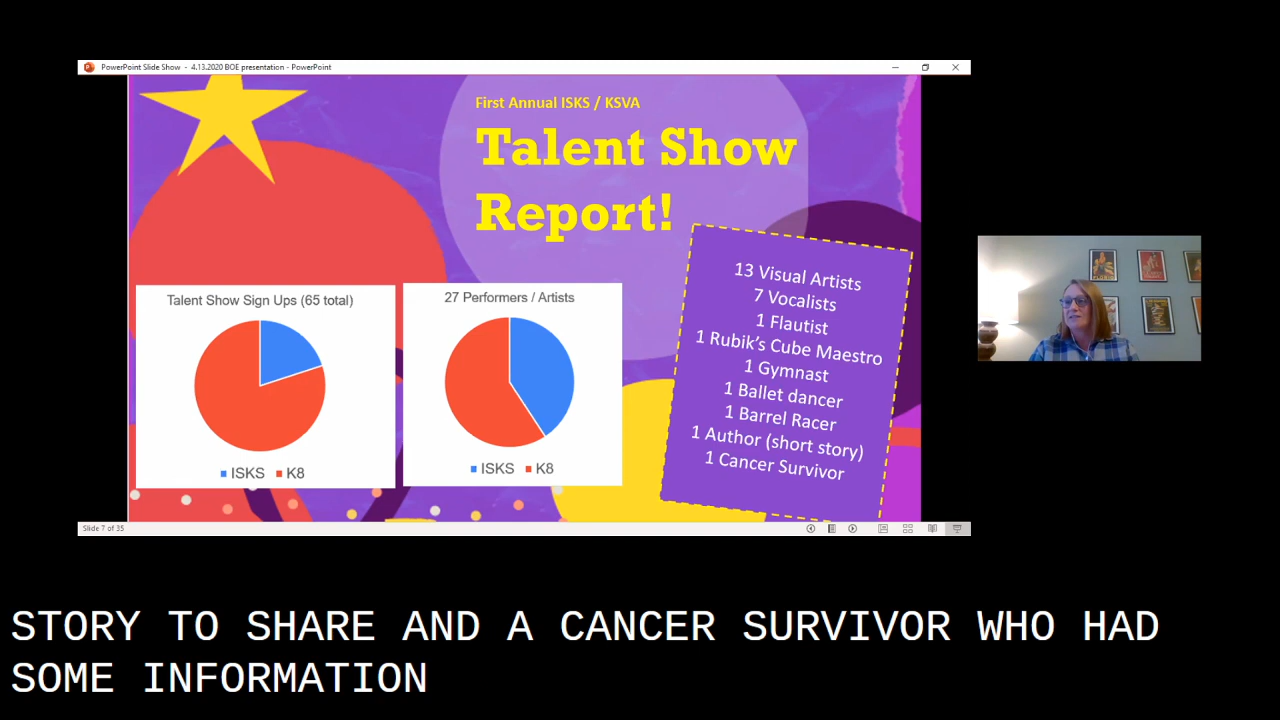 PowerPoint Slide Show - 4.13.2020 BOE presentation - PowerPoint
First Annual ISKS / KSVA
Talent Show
Report!
Talent Show Sign Ups (65 total)
ISKS K8
27 Performers / Artists
ISKS K8
13 Visual Artists
7 Vocalists
1 Flautist
1 Rubik's Cube Maestro
1 Gymnast
1 Ballet dancer
1 Barrel Racer
1 Author (short story)
1 Cancer Survivor
Slide 7 of 35
STORY TO SHARE AND A CANCER SURVIVOR WHO HAD
SOME INFORMATION